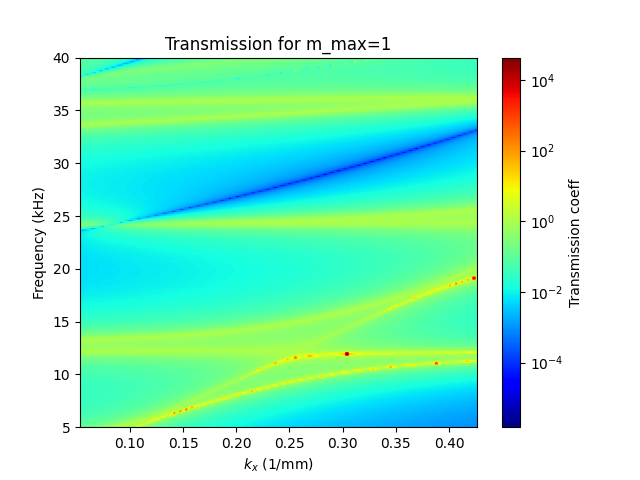 Transmission for m_max=1
Frequency (kHz)
40
35
30
25
20
15
10
5
0.10 0.15 0.20 0.25 0.30 0.35 0.40
k_x (1/mm)
10^4
10^2
10^0
10^−2
10^−4
Transmission coeff